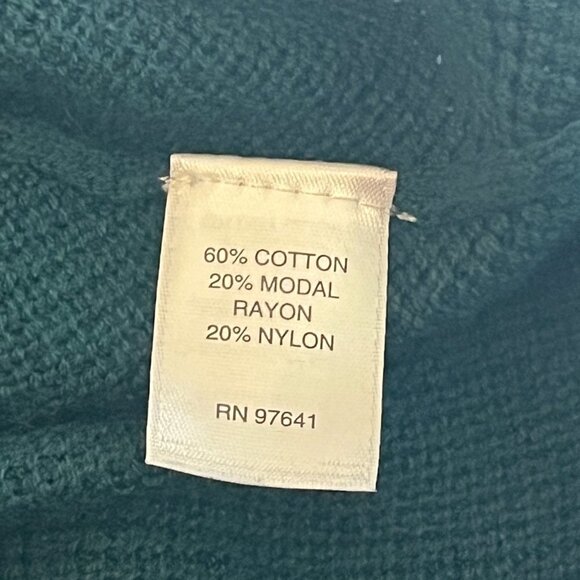 60% COTTON
20% MODAL
RAYON
20% NYLON
RN 97641